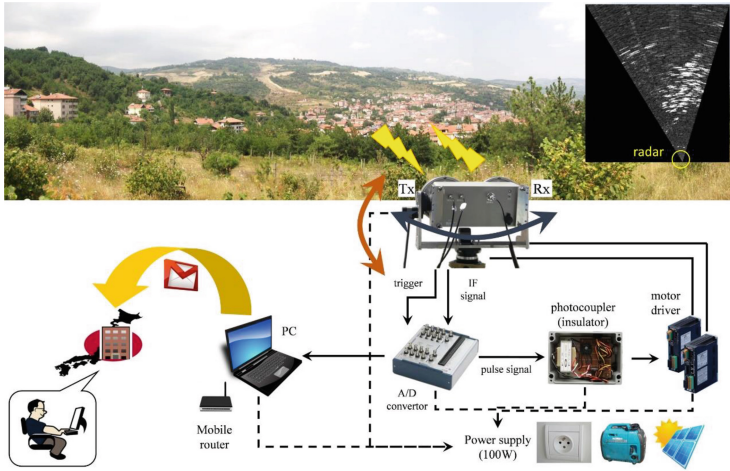 radar
Tx
Rx
trigger
IF
signal
photocoupler
(insulator)
motor
driver
PC
pulse signal
A/D
convertor
Mobile
router
Power supply
(100W)